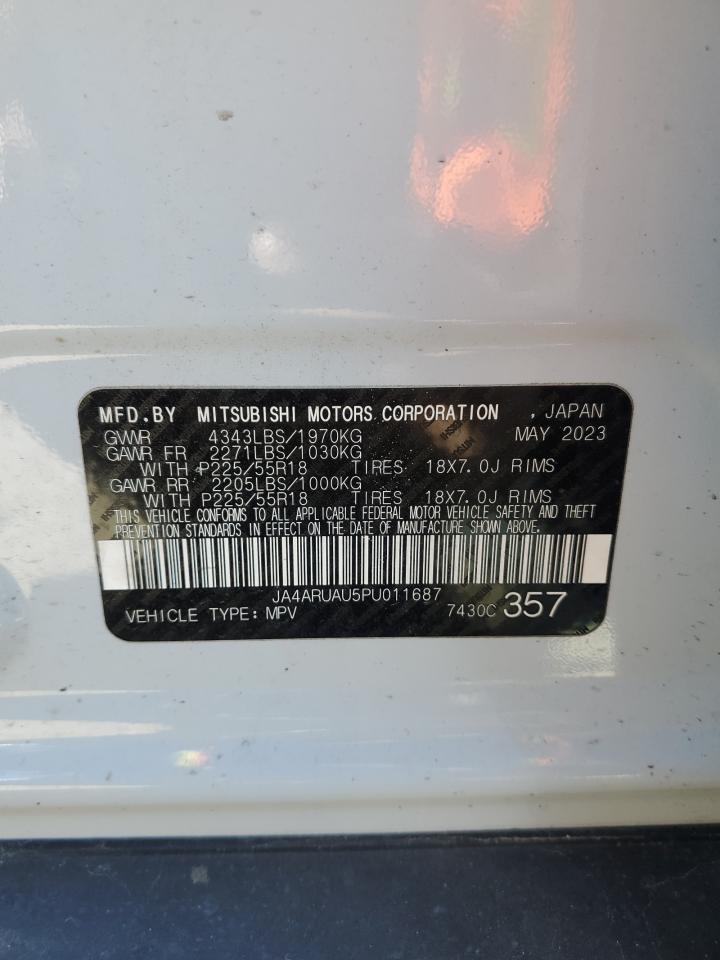 MFD.BY MITSUBISHI MOTORS CORPORATION , JAPAN
GVWR 4343LBS/1970KG MAY 2023
GAWR FR 2271LBS/1030KG
WITH P225/55R18 TIRES 18X7.0J RIMS
GAWR RR 2205LBS/1000KG
WITH P225/55R18 TIRES 18X7.0J RIMS
THIS VEHICLE CONFORMS TO ALL APPLICABLE FEDERAL MOTOR VEHICLE SAFETY AND THEFT
PREVENTION STANDARDS IN EFFECT ON THE DATE OF MANUFACTURE SHOWN ABOVE.
JA4ARUAU5PU011687
VEHICLE TYPE: MPV 7430C 357